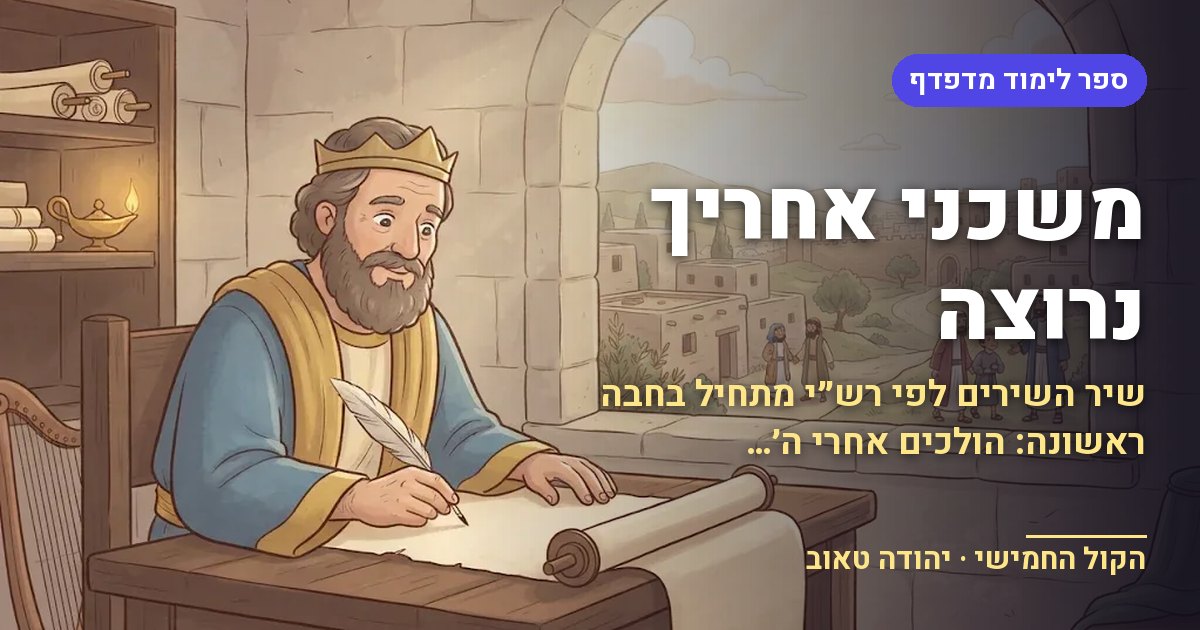 ספר לימוד מדפדף
משכני אחריך
נרוצה
שיר השירים לפי רש״י מתחיל בחבה
ראשונה: הולכים אחרי ה׳...
הקול החמישי · יהודה טאוב